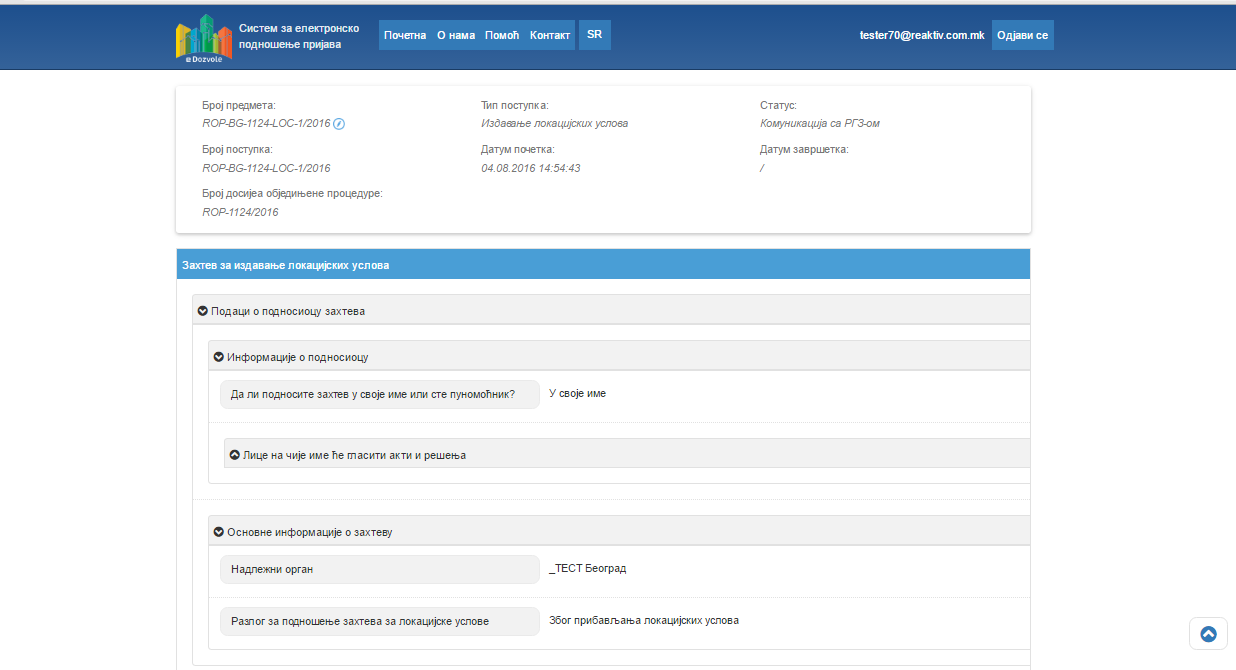 Систем за електронско
подношење пријава
e Dozvole
Почетна О нама Помоћ Контакт SR
tester70@reaktiv.com.mk Одјави се
Број предмета: Тип поступка: Статус:
ROP-BG-1124-LOC-1/2016 Издавање локацијских услова Комуникација са РГЗ-ом
Број поступка: Датум почетка: Датум завршетка:
ROP-BG-1124-LOC-1/2016 04.08.2016 14:54:43 /
Број досијеа обједињене процедуре:
ROP-1124/2016
Захтев за издавање локацијских услова
Подаци о подносиоцу захтева
Информације о подносиоцу
Да ли подносите захтев у своје име или сте пуномоћник? У своје име
Лице на чије име ће гласити акти и решења
Основне информације о захтеву
Надлежни орган _ТЕСТ Београд
Разлог за подношење захтева за локацијске услове Због прибављања локацијских услова